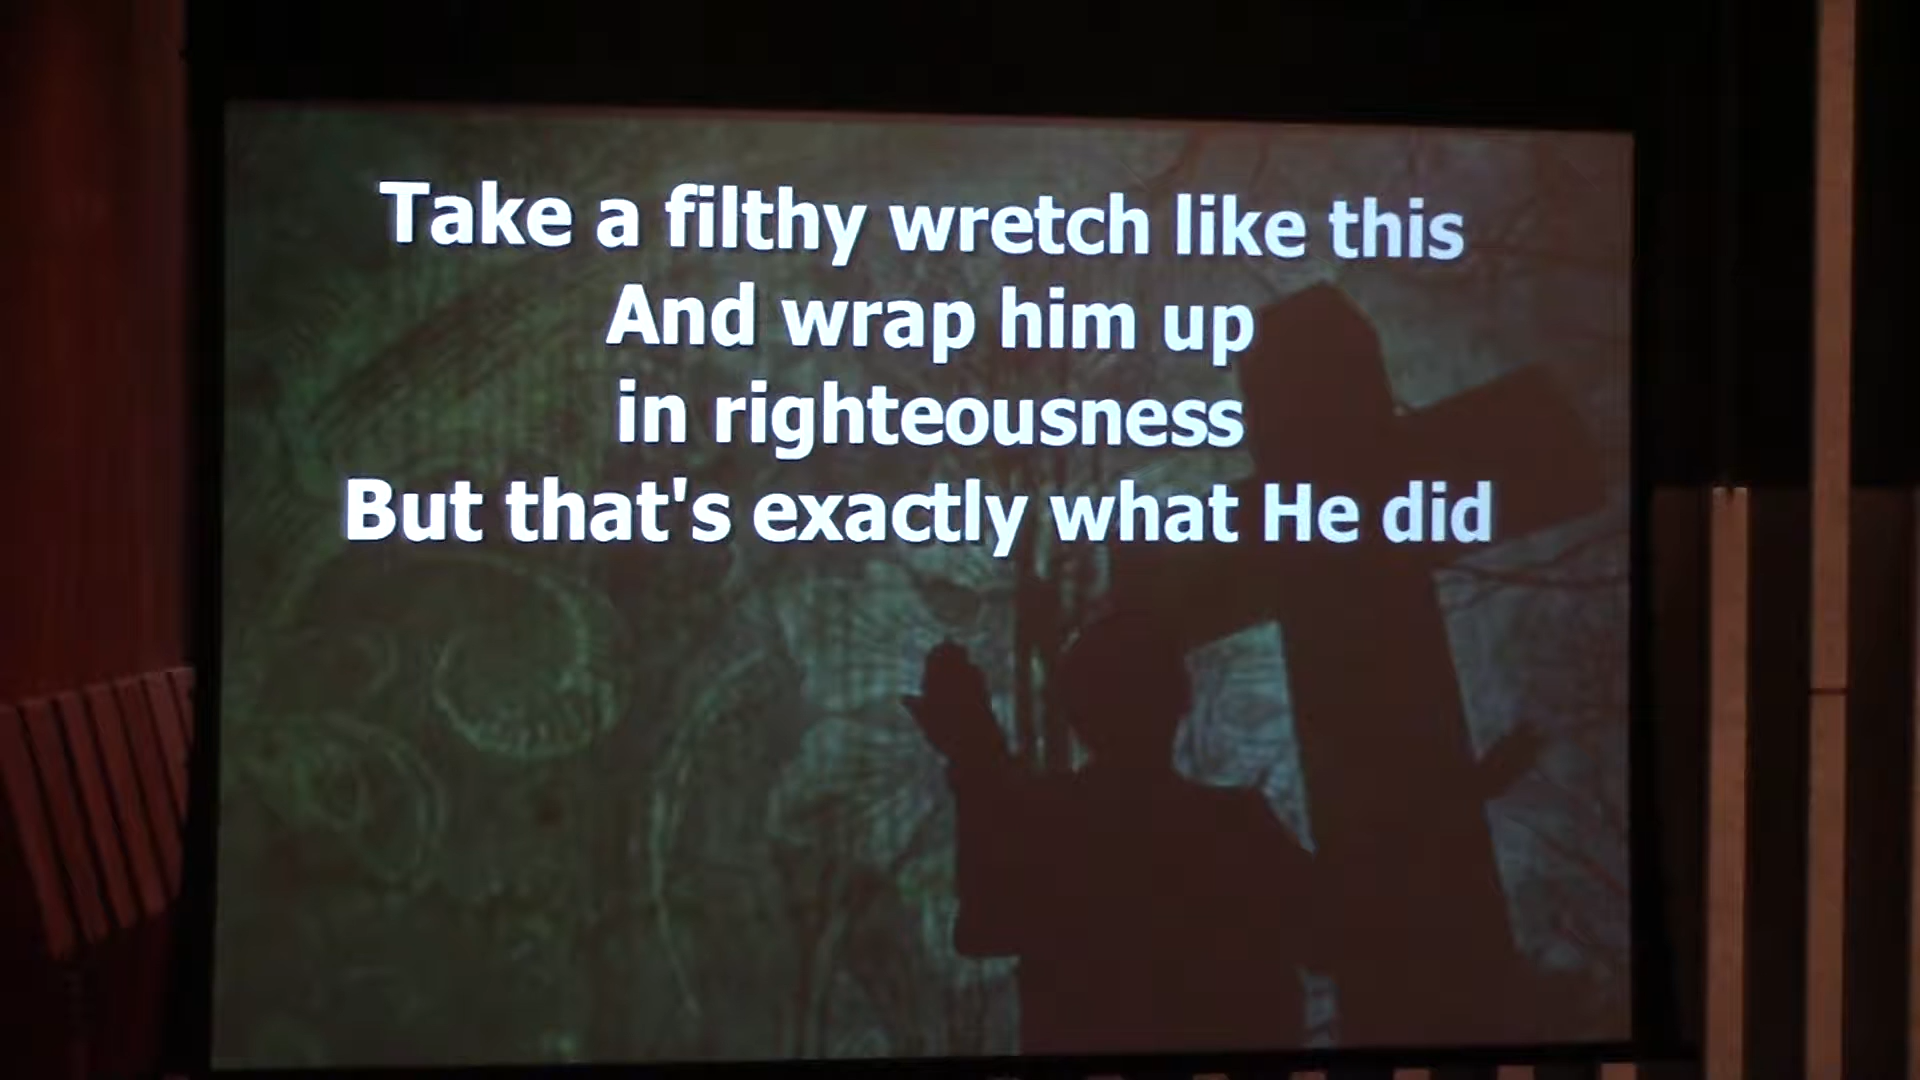 Take a filthy wretch like this
And wrap him up
in righteousness
But that's exactly what He did